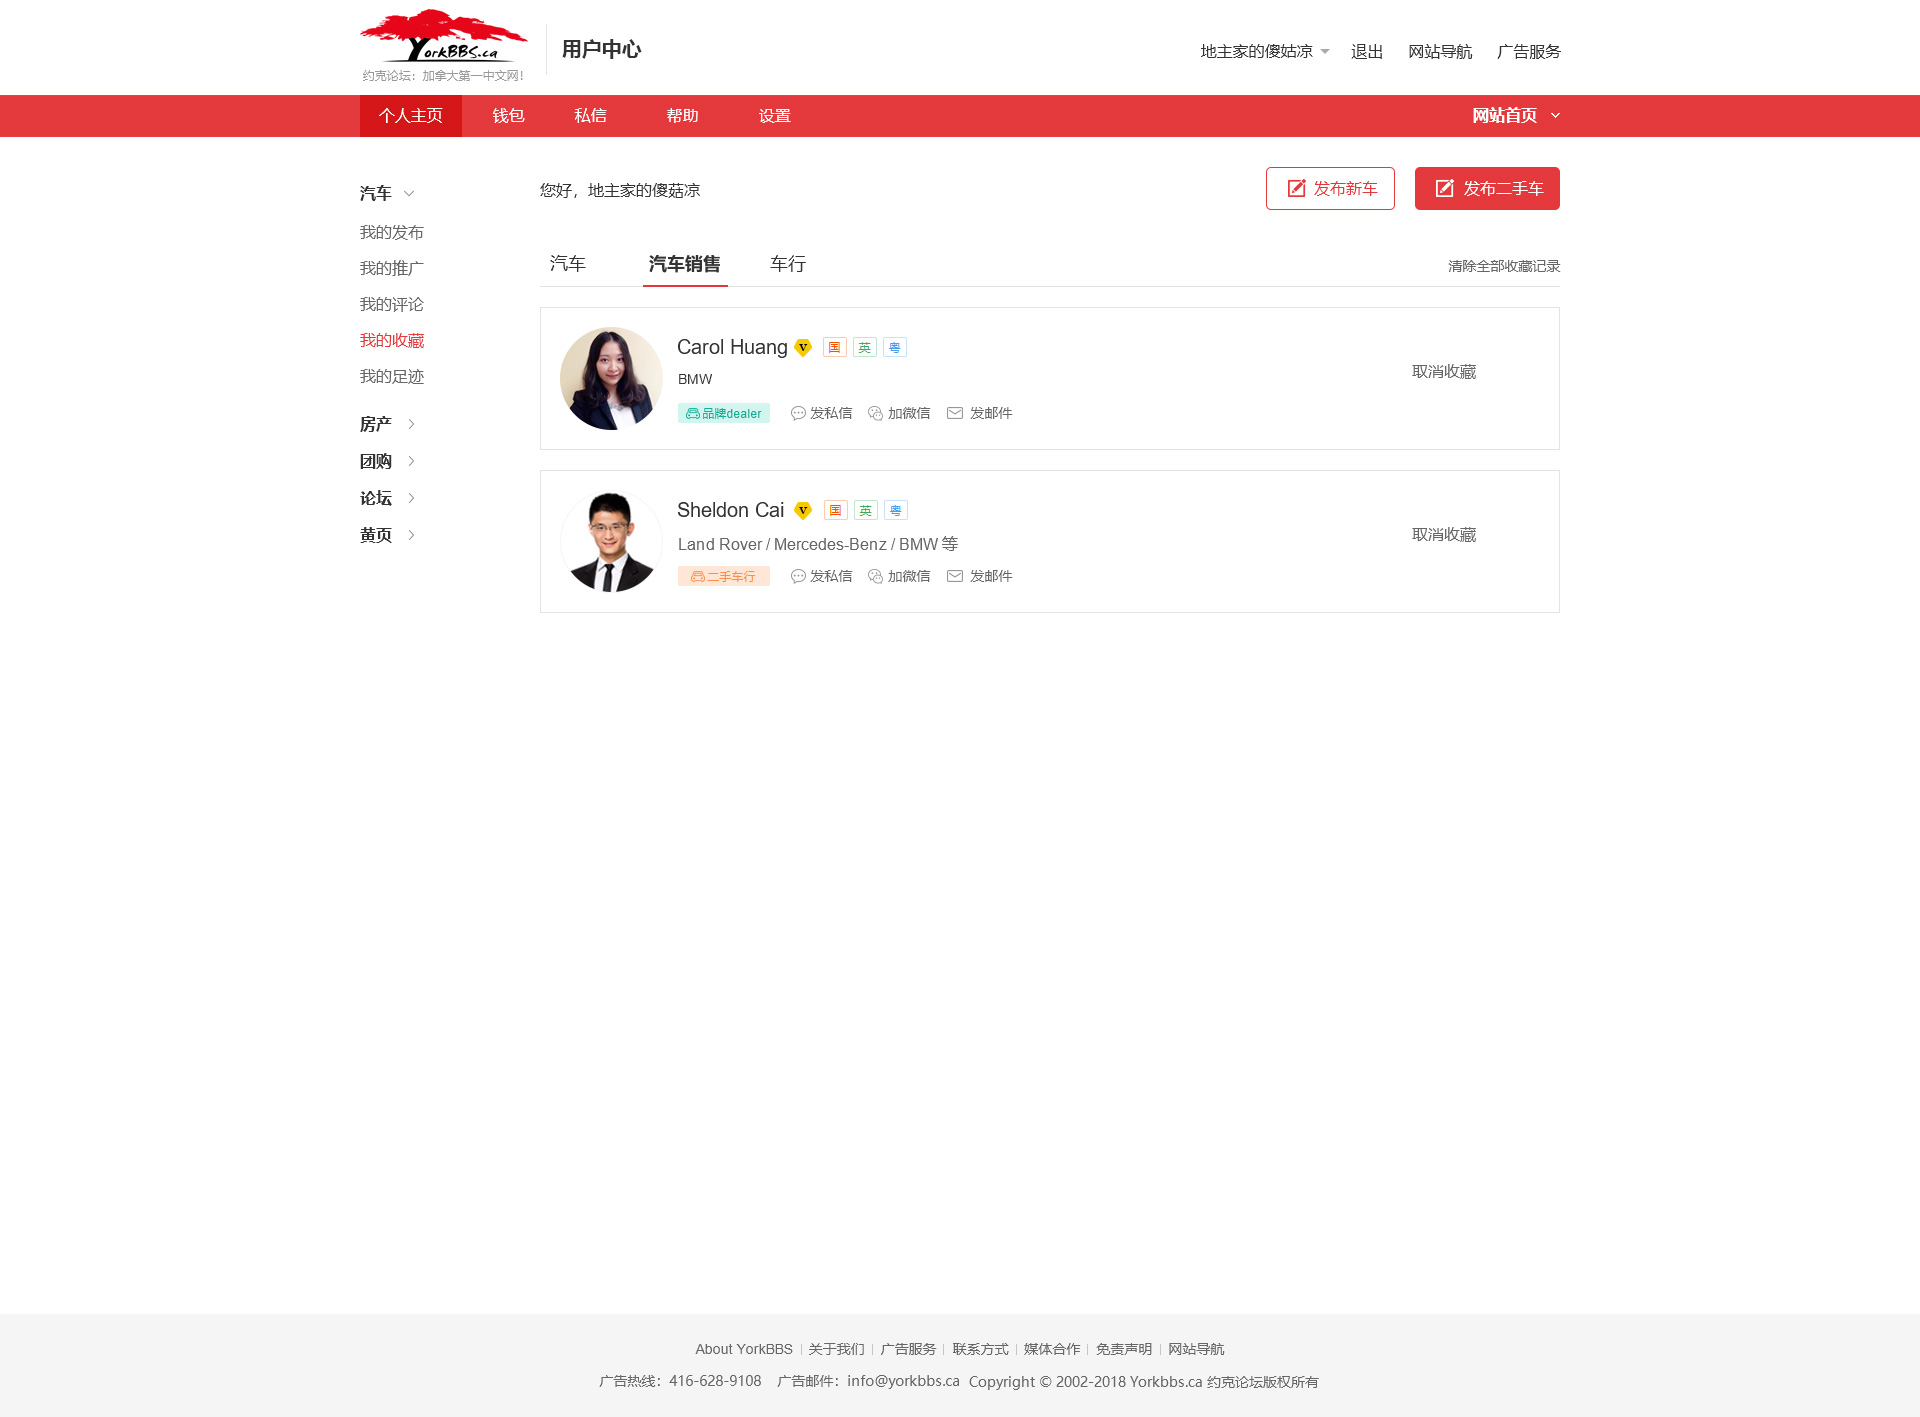 YorkBBS.ca
约克论坛：加拿大第一中文网！
用户中心
地主家的傻姑凉 退出 网站导航 广告服务
个人主页 钱包 私信 帮助 设置 网站首页
汽车
我的发布
我的推广
我的评论
我的收藏
我的足迹
房产
团购
论坛
黄页
您好，地主家的傻菇凉
发布新车 发布二手车
汽车 汽车销售 车行 清除全部收藏记录
Carol Huang V 国 英 粤
BMW
品牌dealer 发私信 加微信 发邮件
取消收藏
Sheldon Cai V 国 英 粤
Land Rover / Mercedes-Benz / BMW 等
二手车行 发私信 加微信 发邮件
取消收藏
About YorkBBS 关于我们 广告服务 联系方式 媒体合作 免责声明 网站导航
广告热线：416-628-9108 广告邮件：info@yorkbbs.ca Copyright © 2002-2018 Yorkbbs.ca 约克论坛版权所有